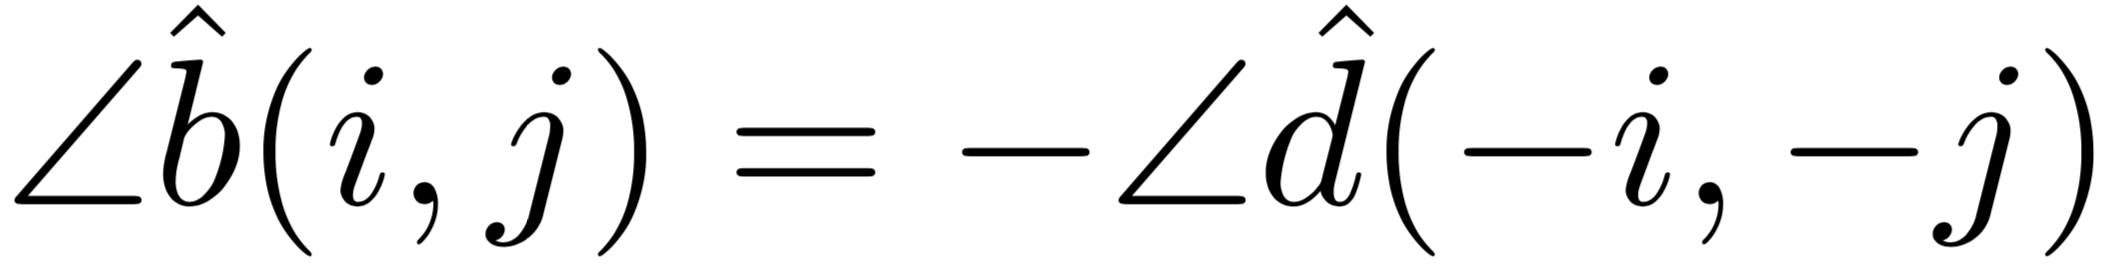 ∠b̂(i, j) = −∠d̂(−i, −j)